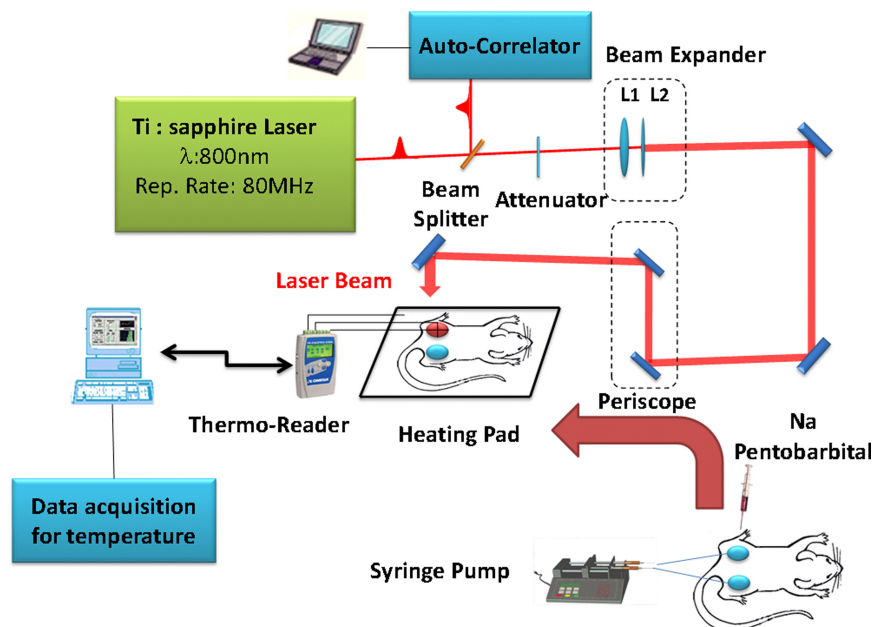 Auto-Correlator
Beam Expander
L1 L2
Ti : sapphire Laser
λ:800nm
Rep. Rate: 80MHz
Beam
Splitter
Attenuator
Laser Beam
Thermo-Reader
Heating Pad
Periscope
Na
Pentobarbital
Data acquisition
for temperature
Syringe Pump